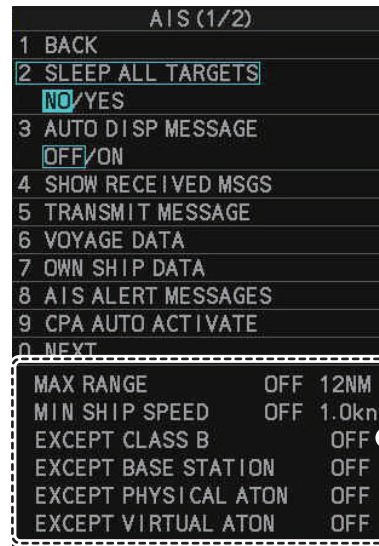 AIS (1/2)
1 BACK
2 SLEEP ALL TARGETS
NO/YES
3 AUTO DISP MESSAGE
OFF/ON
4 SHOW RECEIVED MSGS
5 TRANSMIT MESSAGE
6 VOYAGE DATA
7 OWN SHIP DATA
8 AIS ALERT MESSAGES
9 CPA AUTO ACTIVATE
0 NEXT
MAX RANGE OFF 12NM
MIN SHIP SPEED OFF 1.0kn
EXCEPT CLASS B OFF
EXCEPT BASE STATION OFF
EXCEPT PHYSICAL ATON OFF
EXCEPT VIRTUAL ATON OFF